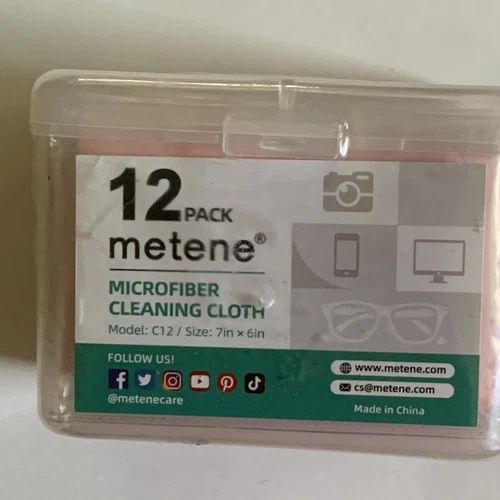 12 PACK
metene®
MICROFIBER
CLEANING CLOTH
Model: C12 / Size: 7in × 6in
FOLLOW US!
@metenecare
www.metene.com
cs@metene.com
Made in China